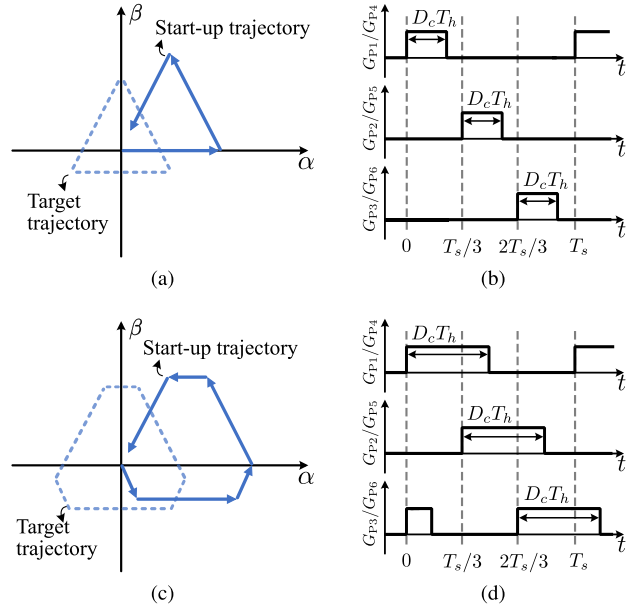 β
Start-up trajectory
α
Target
trajectory
(a)
G_P1/G_P4
D_cT_h
t
G_P2/G_P5
D_cT_h
t
G_P3/G_P6
D_cT_h
t
0 T_s/3 2T_s/3 T_s
(b)
β
Start-up trajectory
α
Target
trajectory
(c)
G_P1/G_P4
D_cT_h
t
G_P2/G_P5
D_cT_h
t
G_P3/G_P6
D_cT_h
t
0 T_s/3 2T_s/3 T_s
(d)